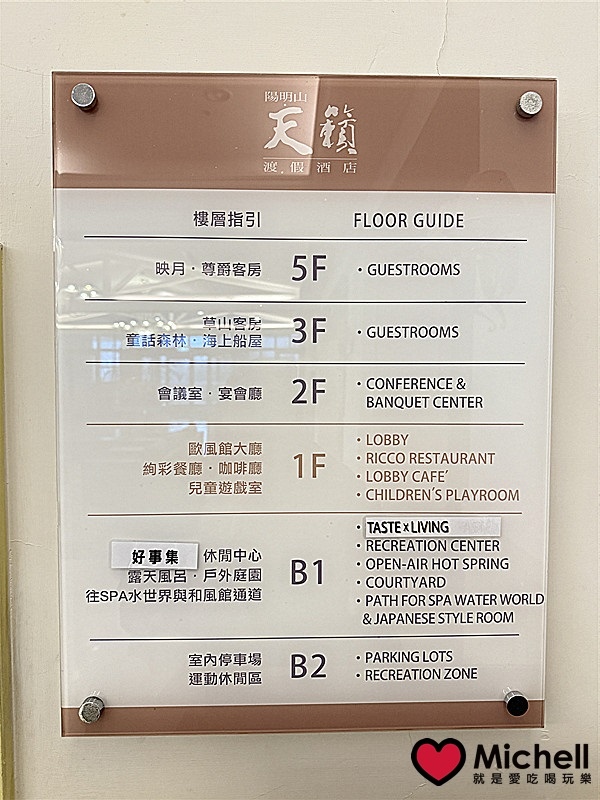 陽明山
天籟
渡假酒店
樓層指引 FLOOR GUIDE
映月·尊爵客房 5F ·GUESTROOMS
草山客房
童話森林·海上船屋 3F ·GUESTROOMS
會議室·宴會廳 2F ·CONFERENCE &
BANQUET CENTER
歐風館大廳
絢彩餐廳·咖啡廳
兒童遊戲室
1F
·LOBBY
·RICCO RESTAURANT
·LOBBY CAFE'
·CHILDREN'S PLAYROOM
好事集 休閒中心
露天風呂·戶外庭園
往SPA水世界與和風館通道
B1
·TASTE x LIVING
·RECREATION CENTER
·OPEN-AIR HOT SPRING
·COURTYARD
·PATH FOR SPA WATER WORLD
& JAPANESE STYLE ROOM
室內停車場
運動休閒區
B2
·PARKING LOTS
·RECREATION ZONE
Michell
就是愛吃喝玩樂